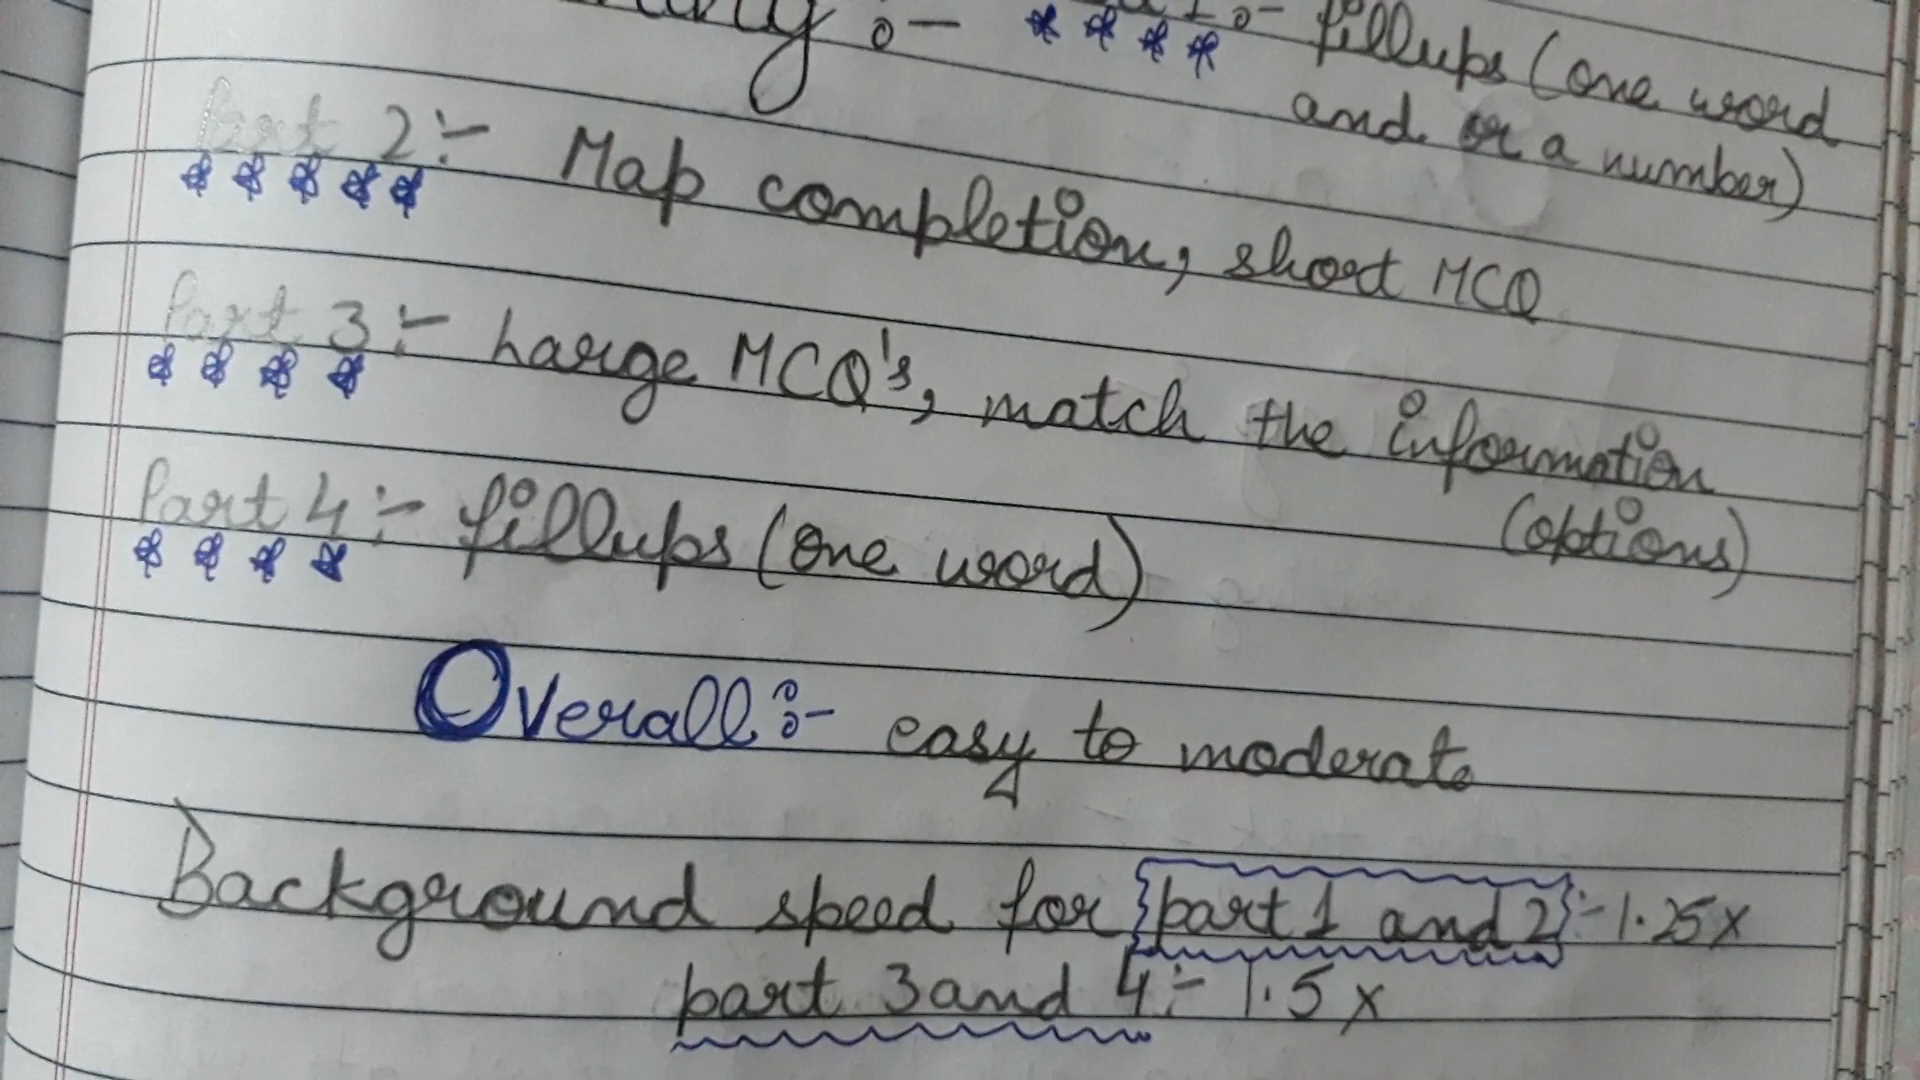 :- 1:- fillups (one word
and or a number)
Part 2:- Map completion, short MCQ
Part 3:- Large MCQ's, match the information
(options)
Part 4:- fillups (one word)
Overall:- easy to moderate
Background speed for part 1 and 2:- 1.25x
part 3 and 4:- 1.5x